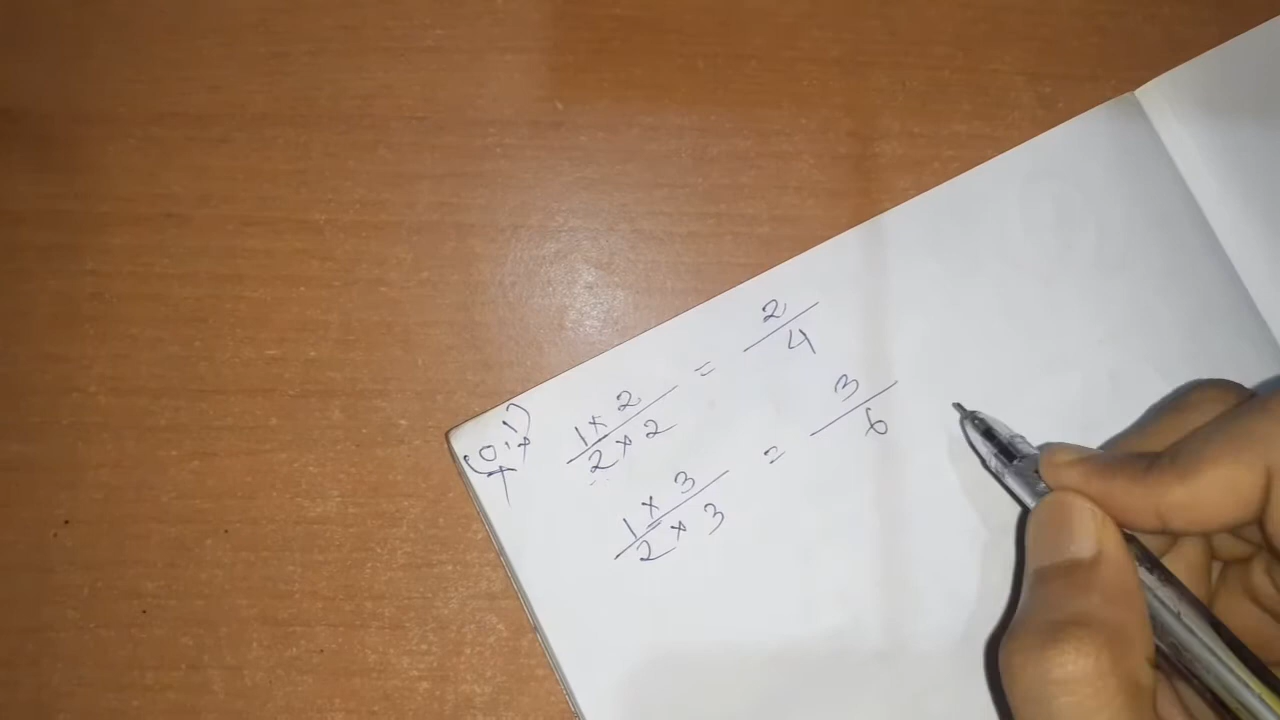 1 × 2 / 2 × 2 = 2 / 4
1 × 3 / 2 × 3 = 3 / 6